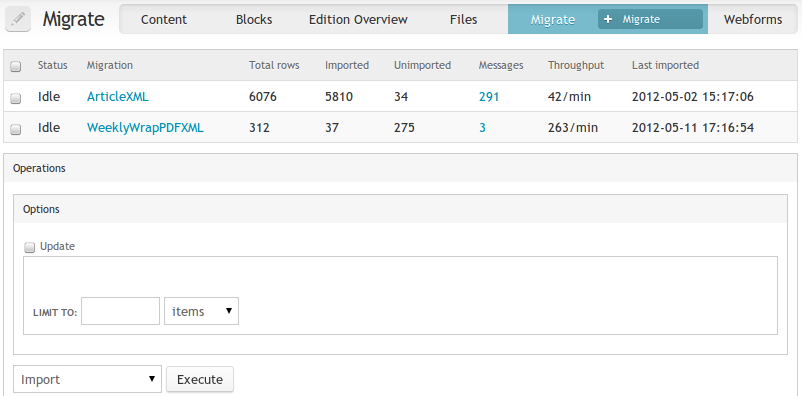 Migrate Content Blocks Edition Overview Files Migrate + Migrate Webforms
Status Migration Total rows Imported Unimported Messages Throughput Last imported
Idle ArticleXML 6076 5810 34 291 42/min 2012-05-02 15:17:06
Idle WeeklyWrapPDFXML 312 37 275 3 263/min 2012-05-11 17:16:54
Operations
Options
Update
LIMIT TO: items
Import Execute